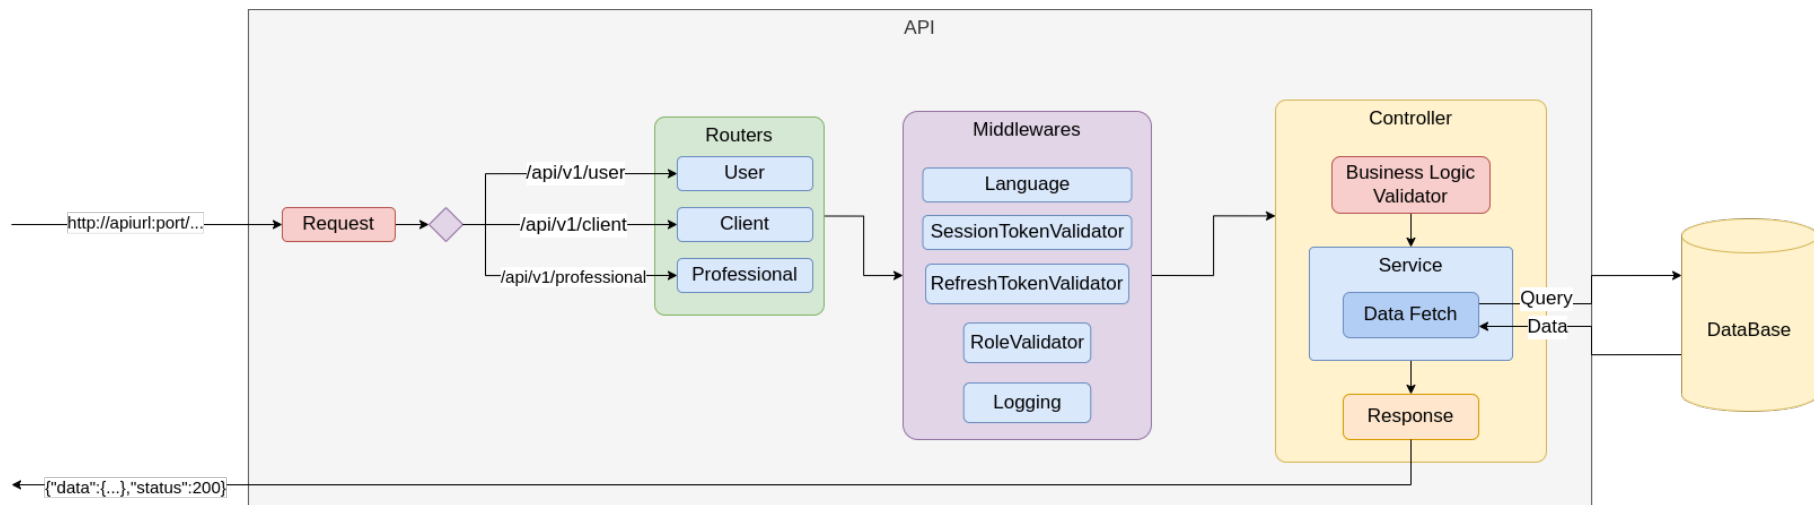 API
http://apiurl:port/...
Request
/api/v1/user
/api/v1/client
/api/v1/professional
Routers
User
Client
Professional
Middlewares
Language
SessionTokenValidator
RefreshTokenValidator
RoleValidator
Logging
Controller
Business Logic
Validator
Service
Data Fetch
Query
Data
Response
DataBase
{"data":{...},"status":200}